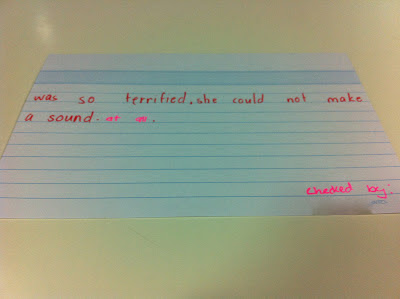 was so terrified, she could not make
a sound. at all.
checked by: